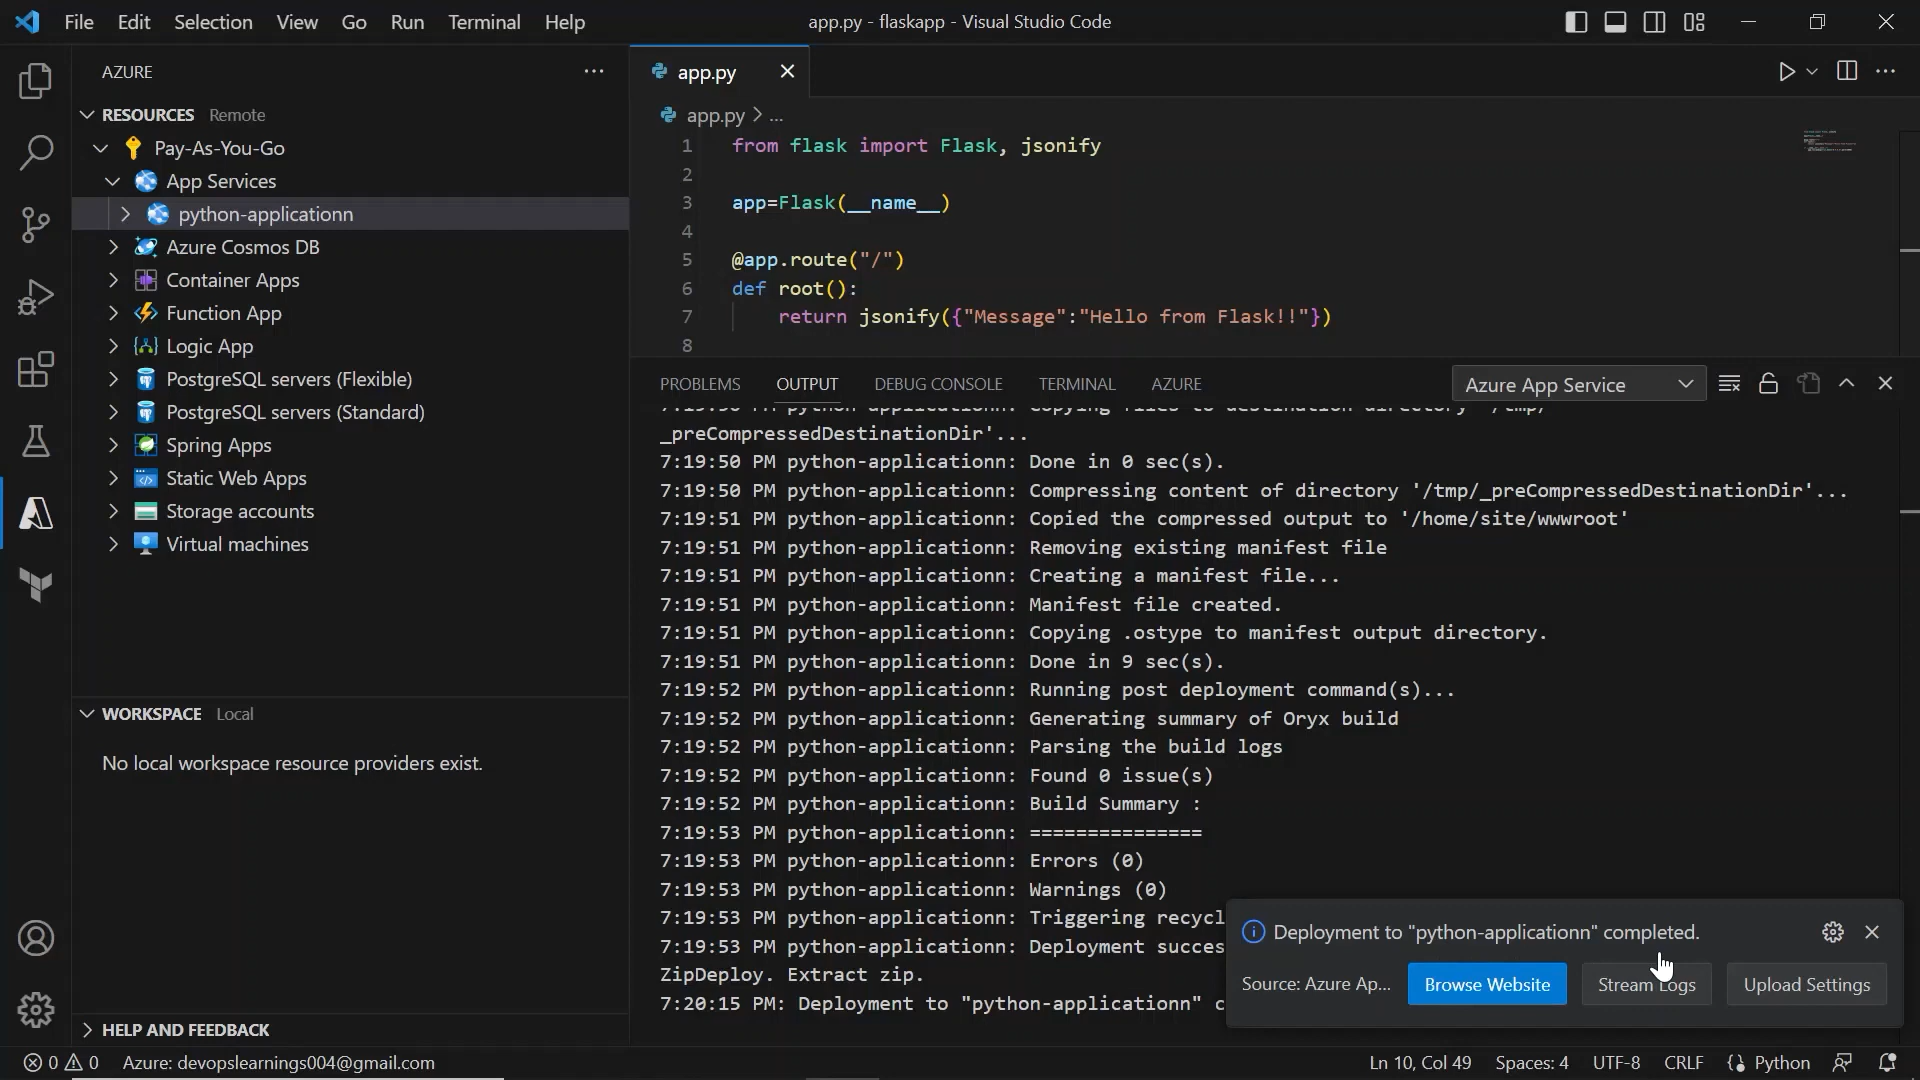 File Edit Selection View Go Run Terminal Help
app.py - flaskapp - Visual Studio Code
AZURE
RESOURCES Remote
Pay-As-You-Go
App Services
python-applicationn
Azure Cosmos DB
Container Apps
Function App
Logic App
PostgreSQL servers (Flexible)
PostgreSQL servers (Standard)
Spring Apps
Static Web Apps
Storage accounts
Virtual machines
WORKSPACE Local
No local workspace resource providers exist.
HELP AND FEEDBACK
app.py
app.py > ...
1 from flask import Flask, jsonify
2
3 app=Flask(__name__)
4
5 @app.route("/")
6 def root():
7 return jsonify({"Message":"Hello from Flask!!"})
8
PROBLEMS OUTPUT DEBUG CONSOLE TERMINAL AZURE
Azure App Service
7:19:50 PM python-applicationn: Copying files to destination directory '/tmp/
_preCompressedDestinationDir'...
7:19:50 PM python-applicationn: Done in 0 sec(s).
7:19:50 PM python-applicationn: Compressing content of directory '/tmp/_preCompressedDestinationDir'...
7:19:51 PM python-applicationn: Copied the compressed output to '/home/site/wwwroot'
7:19:51 PM python-applicationn: Removing existing manifest file
7:19:51 PM python-applicationn: Creating a manifest file...
7:19:51 PM python-applicationn: Manifest file created.
7:19:51 PM python-applicationn: Copying .ostype to manifest output directory.
7:19:51 PM python-applicationn: Done in 9 sec(s).
7:19:52 PM python-applicationn: Running post deployment command(s)...
7:19:52 PM python-applicationn: Generating summary of Oryx build
7:19:52 PM python-applicationn: Parsing the build logs
7:19:52 PM python-applicationn: Found 0 issue(s)
7:19:52 PM python-applicationn: Build Summary :
7:19:53 PM python-applicationn: ===============
7:19:53 PM python-applicationn: Errors (0)
7:19:53 PM python-applicationn: Warnings (0)
7:19:53 PM python-applicationn: Triggering recycl
7:19:53 PM python-applicationn: Deployment succes
ZipDeploy. Extract zip.
7:20:15 PM: Deployment to "python-applicationn" c
Deployment to "python-applicationn" completed.
Source: Azure Ap... Browse Website Stream Logs Upload Settings
0 0 Azure: devopslearnings004@gmail.com
Ln 10, Col 49 Spaces: 4 UTF-8 CRLF Python